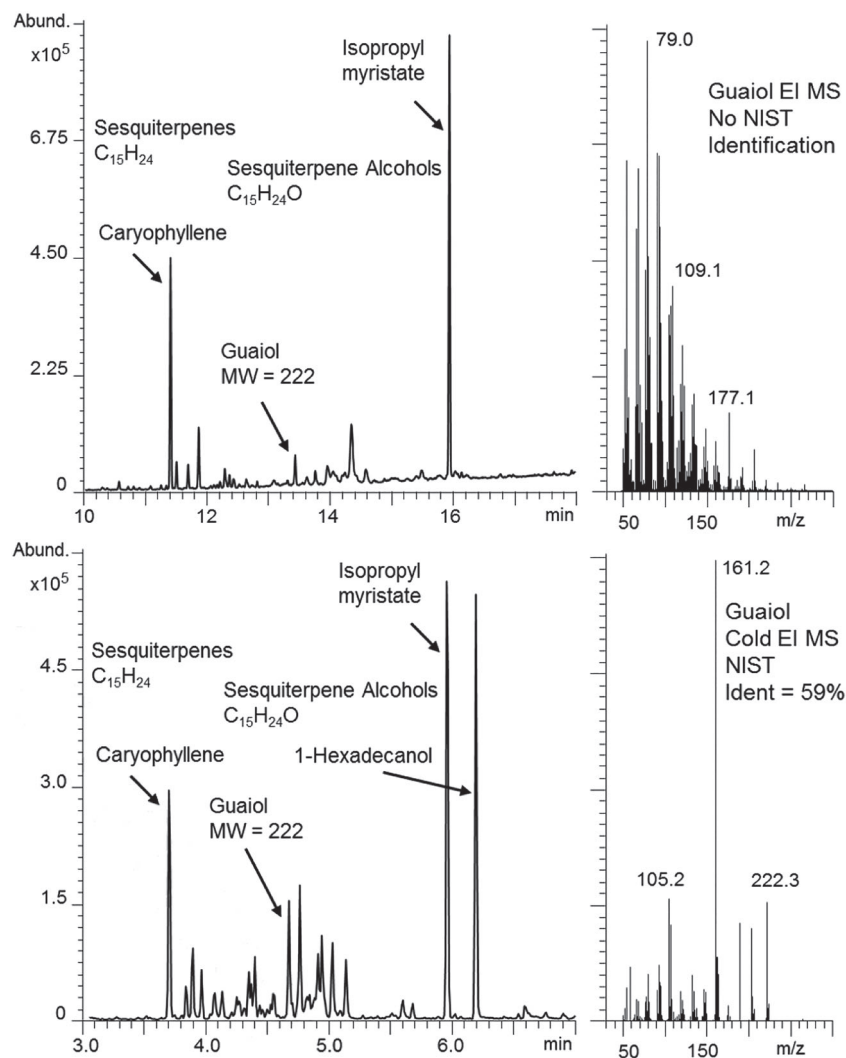 Abund.
x10⁵
6.75
4.50
2.25
0
Sesquiterpenes
C₁₅H₂₄
Caryophyllene
Sesquiterpene Alcohols
C₁₅H₂₄O
Guaiol
MW = 222
Isopropyl
myristate
10 12 14 16 min
79.0
109.1
177.1
Guaiol EI MS
No NIST
Identification
50 150 m/z
Abund.
x10⁵
4.5
3.0
1.5
0
Sesquiterpenes
C₁₅H₂₄
Caryophyllene
Sesquiterpene Alcohols
C₁₅H₂₄O
Guaiol
MW = 222
Isopropyl
myristate
1-Hexadecanol
3.0 4.0 5.0 6.0 min
161.2
105.2
222.3
Guaiol
Cold EI MS
NIST
Ident = 59%
50 150 m/z